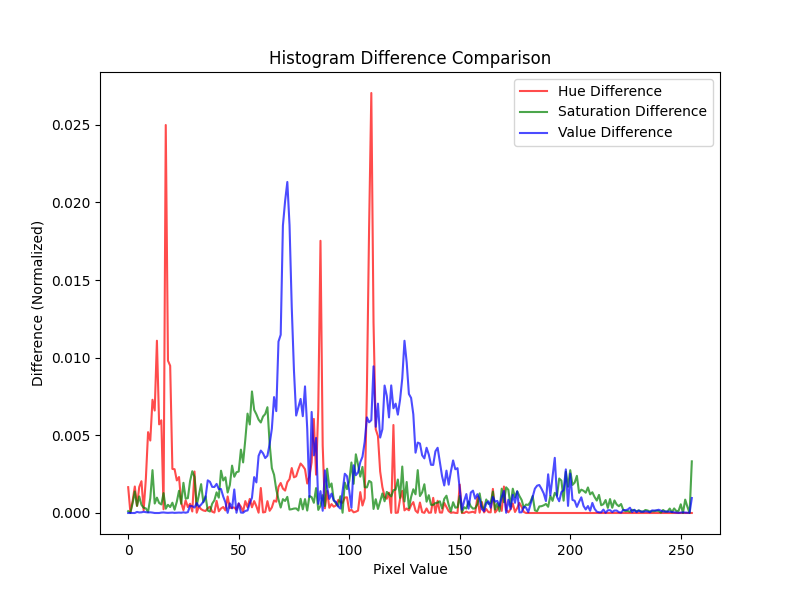 Histogram Difference Comparison
Hue Difference
Saturation Difference
Value Difference
Difference (Normalized)
0.025
0.020
0.015
0.010
0.005
0.000
0 50 100 150 200 250
Pixel Value